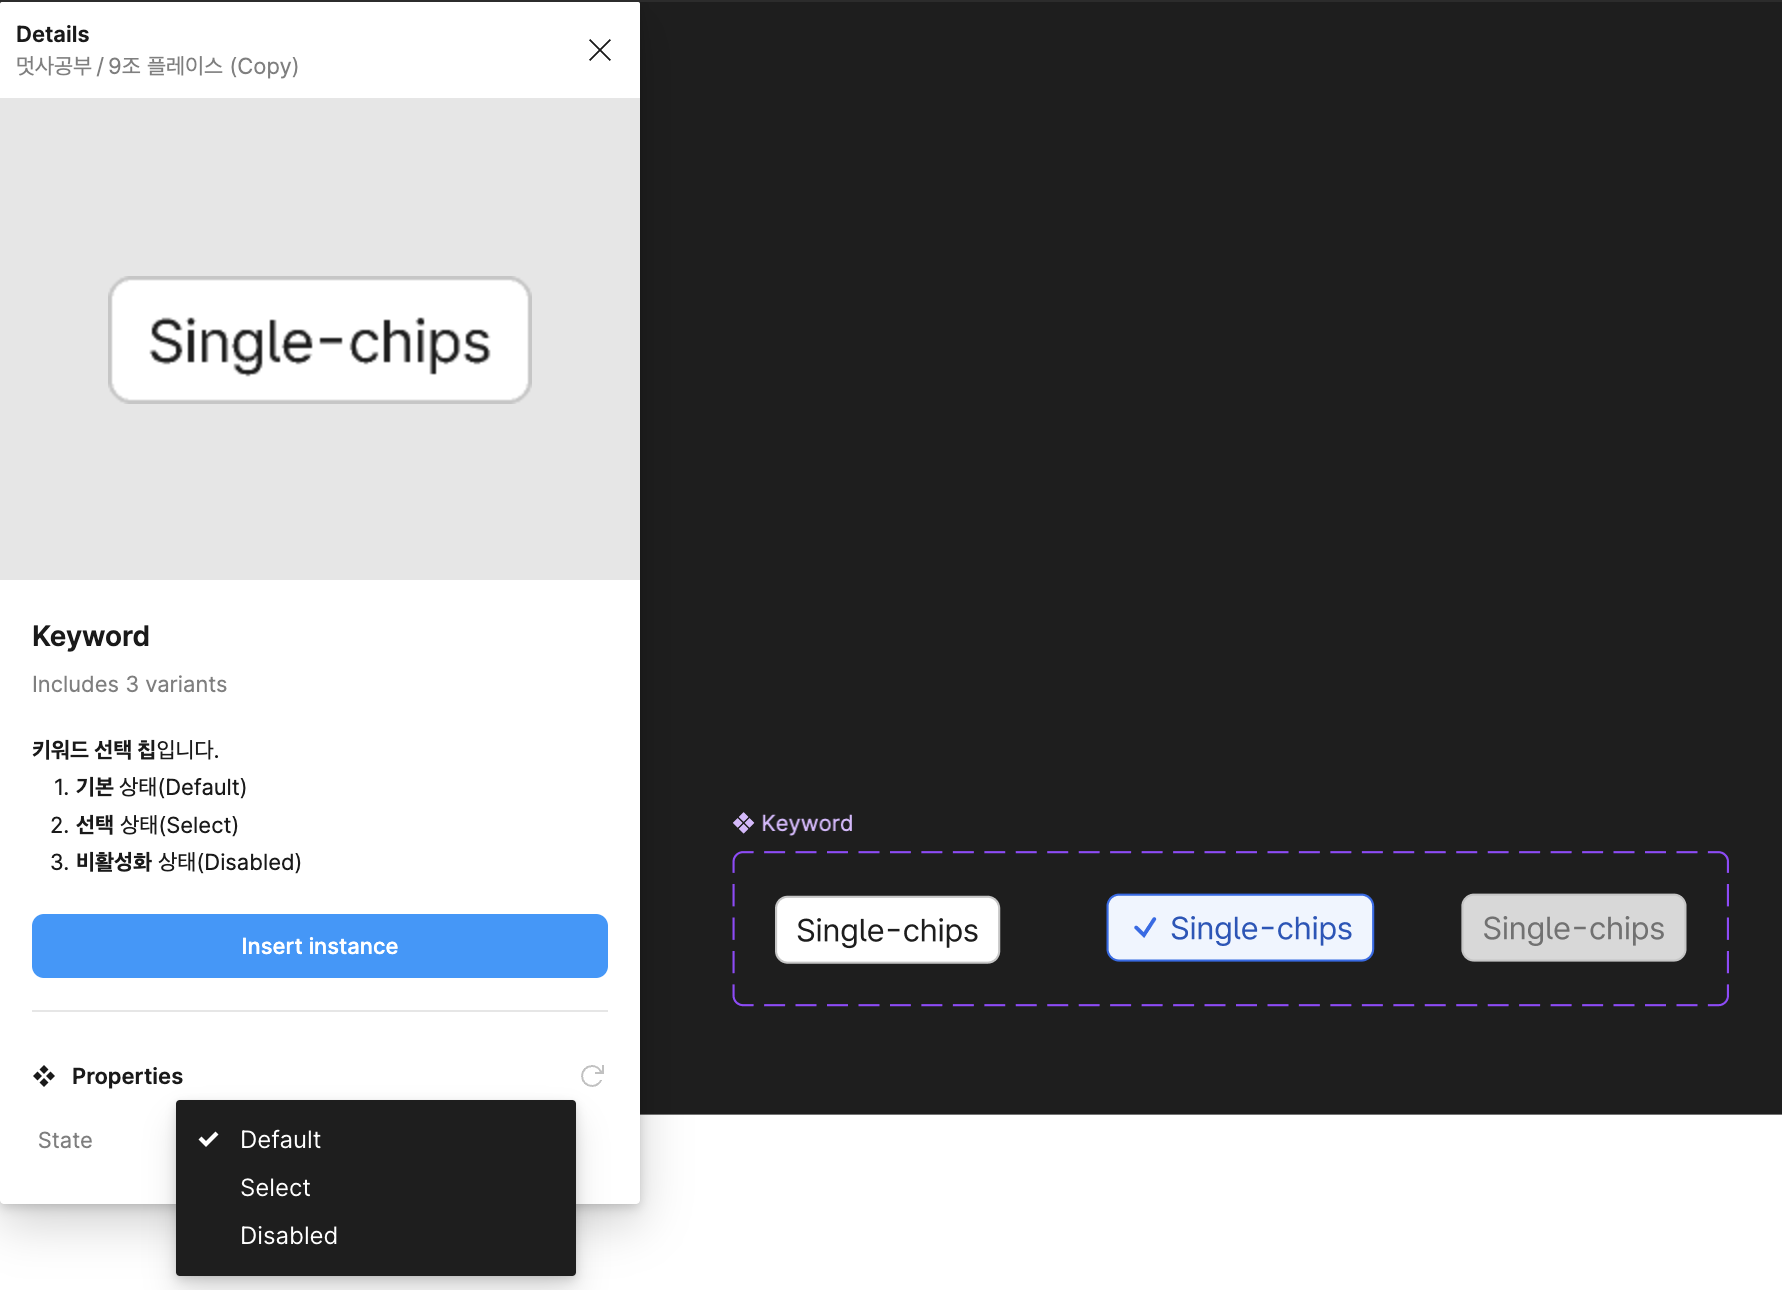 Details
멋사공부 / 9조 플레이스 (Copy)
Single-chips
Keyword
Includes 3 variants
키워드 선택 칩입니다.
1. 기본 상태(Default)
2. 선택 상태(Select)
3. 비활성화 상태(Disabled)
Insert instance
Properties
State
Default
Select
Disabled
Keyword
Single-chips
Single-chips
Single-chips